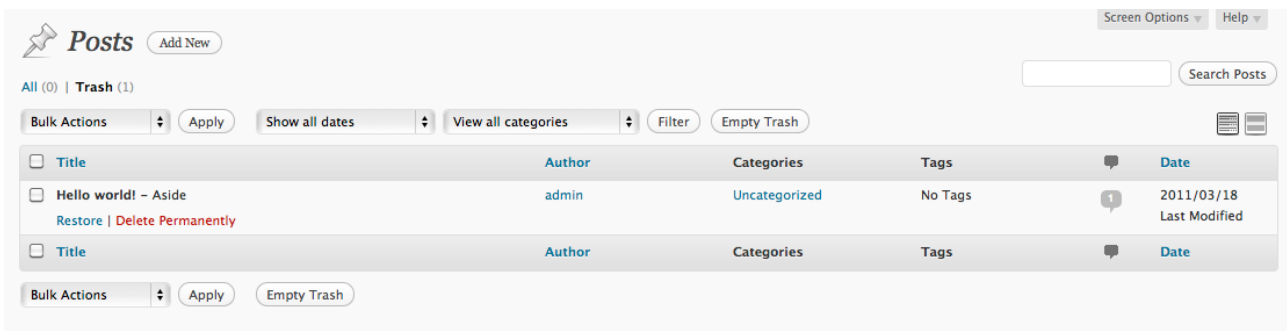 Screen Options Help
Posts Add New
All (0) | Trash (1)
Search Posts
Bulk Actions Apply Show all dates View all categories Filter Empty Trash
Title Author Categories Tags Date
Hello world! – Aside admin Uncategorized No Tags 1 2011/03/18
Restore | Delete Permanently Last Modified
Title Author Categories Tags Date
Bulk Actions Apply Empty Trash